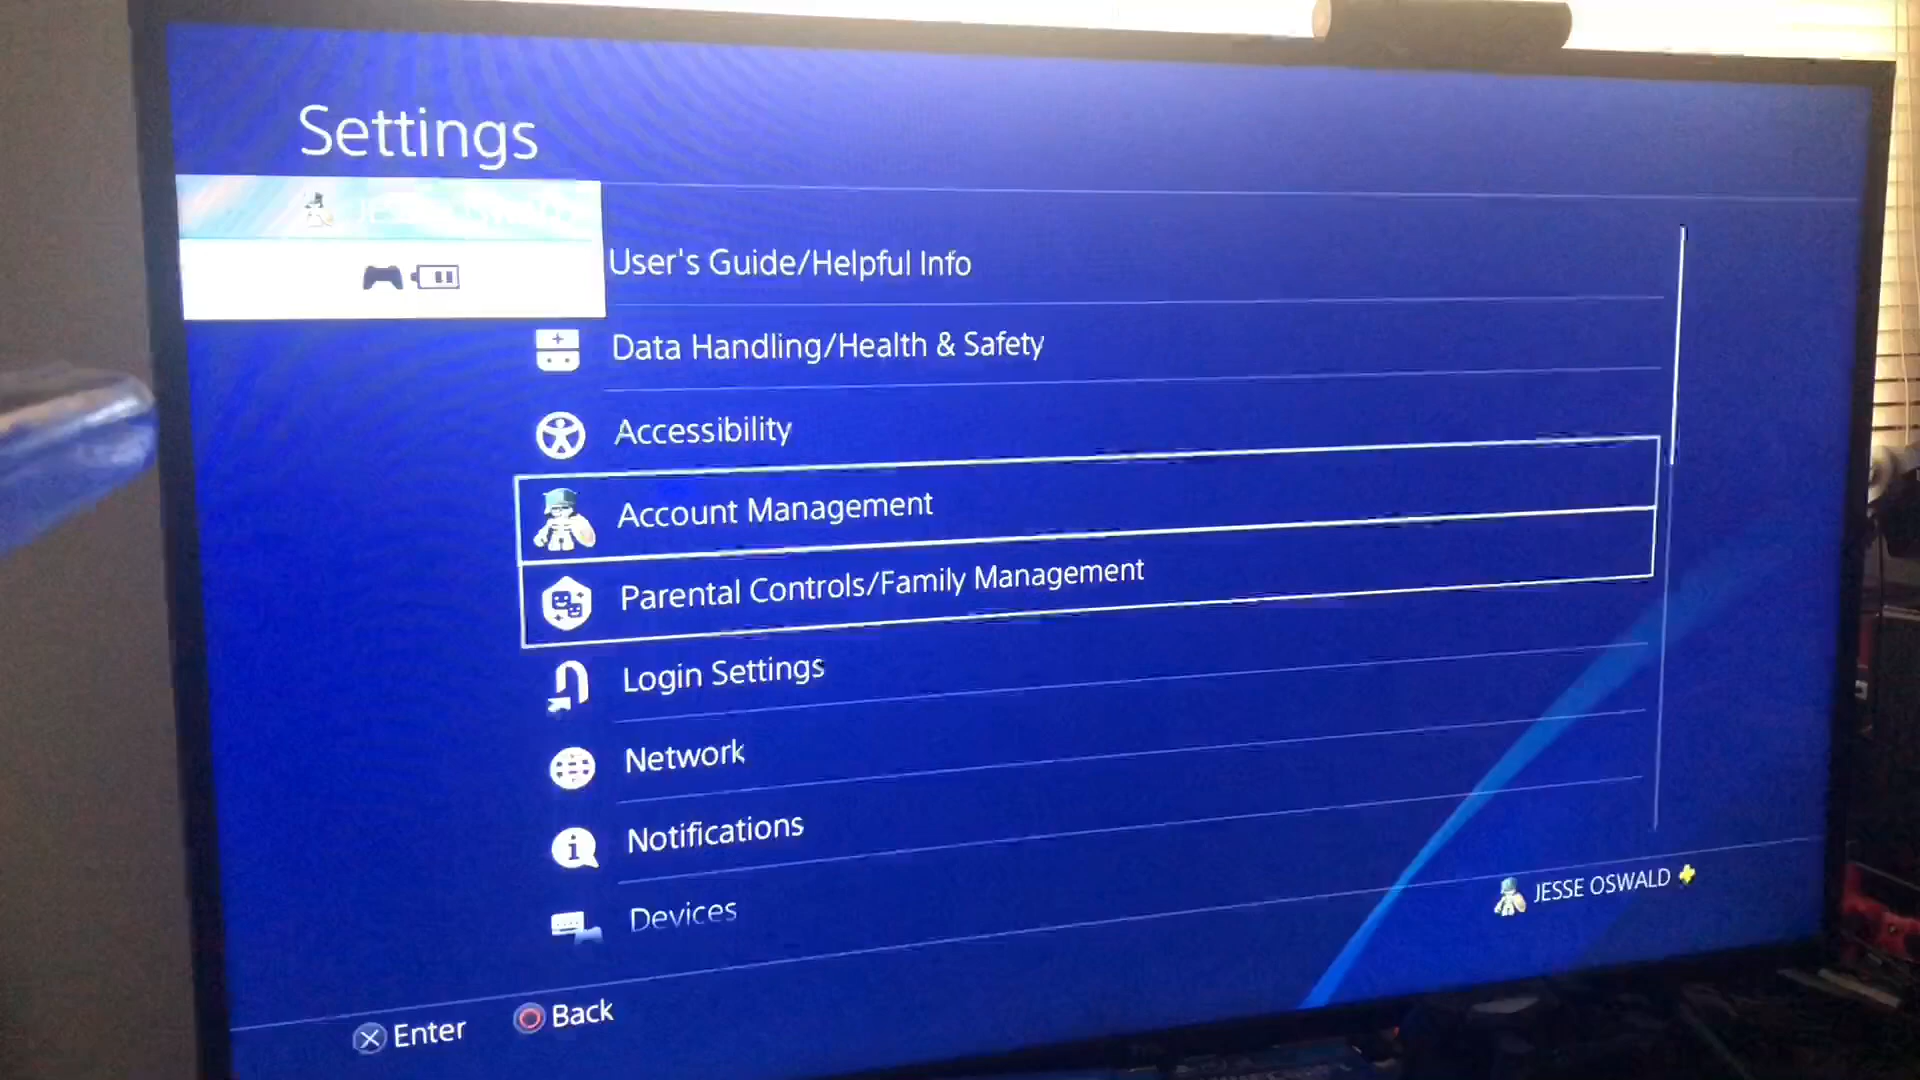 Settings
User's Guide/Helpful Info
Data Handling/Health & Safety
Accessibility
Account Management
Parental Controls/Family Management
Login Settings
Network
Notifications
Devices
JESSE OSWALD
Enter
Back